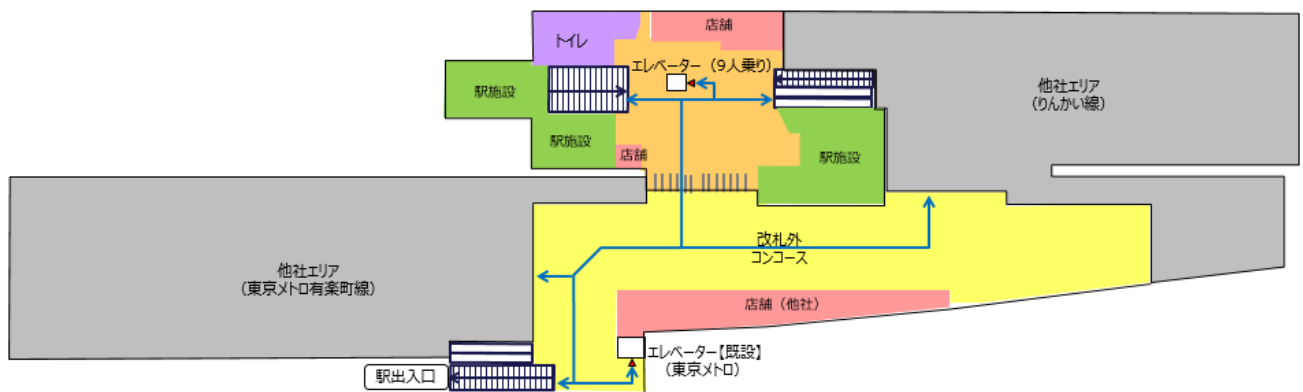 店舗
トイレ
エレベーター（９人乗り）
駅施設
他社エリア
（りんかい線）
駅施設
店舗
駅施設
改札外
コンコース
他社エリア
（東京メトロ有楽町線）
店舗（他社）
エレベーター【既設】
（東京メトロ）
駅出入口